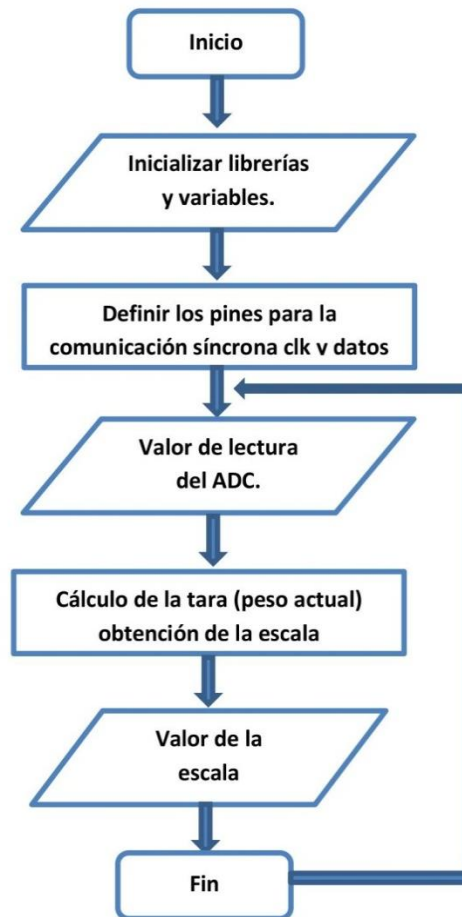 Inicio
Inicializar librerías
y variables.
Definir los pines para la
comunicación síncrona clk v datos
Valor de lectura
del ADC.
Cálculo de la tara (peso actual)
obtención de la escala
Valor de la
escala
Fin